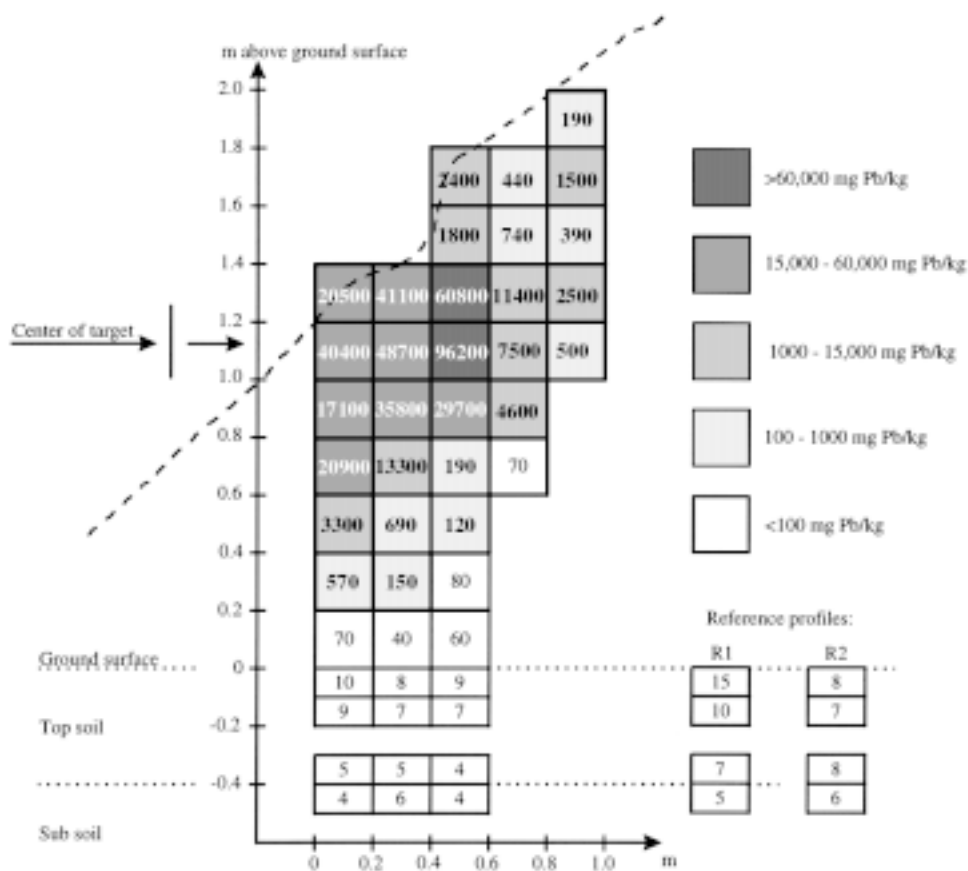 m above ground surface
2.0
190
1.8
2400 440 1500
>60,000 mg Pb/kg
1.6
1800 740 390
15,000 - 60,000 mg Pb/kg
1.4
20500 41100 60800 11400 2500
Center of target
1.2
40400 48700 96200 7500 500
1000 - 15,000 mg Pb/kg
1.0
17100 35800 29700 4600
100 - 1000 mg Pb/kg
0.8
20900 13300 190 70
0.6
3300 690 120
<100 mg Pb/kg
0.4
570 150 80
0.2
Reference profiles:
70 40 60
R1 R2
Ground surface
0
10 8 9 15 8
9 7 7 10 7
Top soil
-0.2
5 5 4 7 8
-0.4
4 6 4 5 6
Sub soil
0 0.2 0.4 0.6 0.8 1.0 m